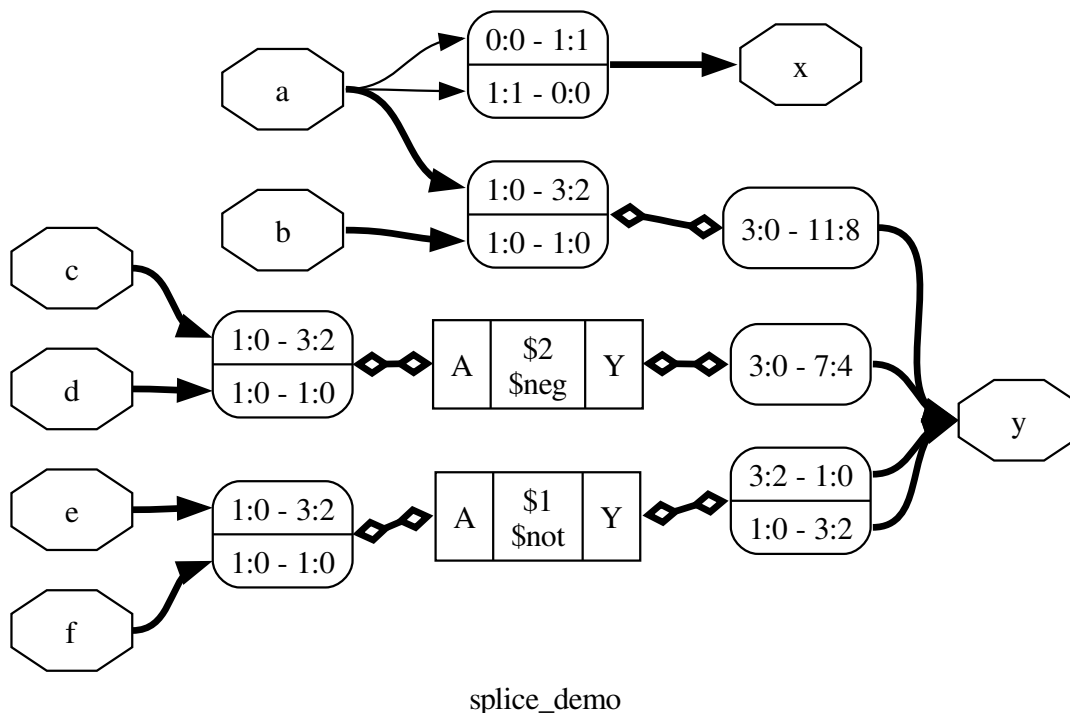 a
0:0 - 1:1
1:1 - 0:0
x
b
1:0 - 3:2
1:0 - 1:0
3:0 - 11:8
c
d
1:0 - 3:2
1:0 - 1:0
A
$2
$neg
Y
3:0 - 7:4
y
e
f
1:0 - 3:2
1:0 - 1:0
A
$1
$not
Y
3:2 - 1:0
1:0 - 3:2
splice_demo